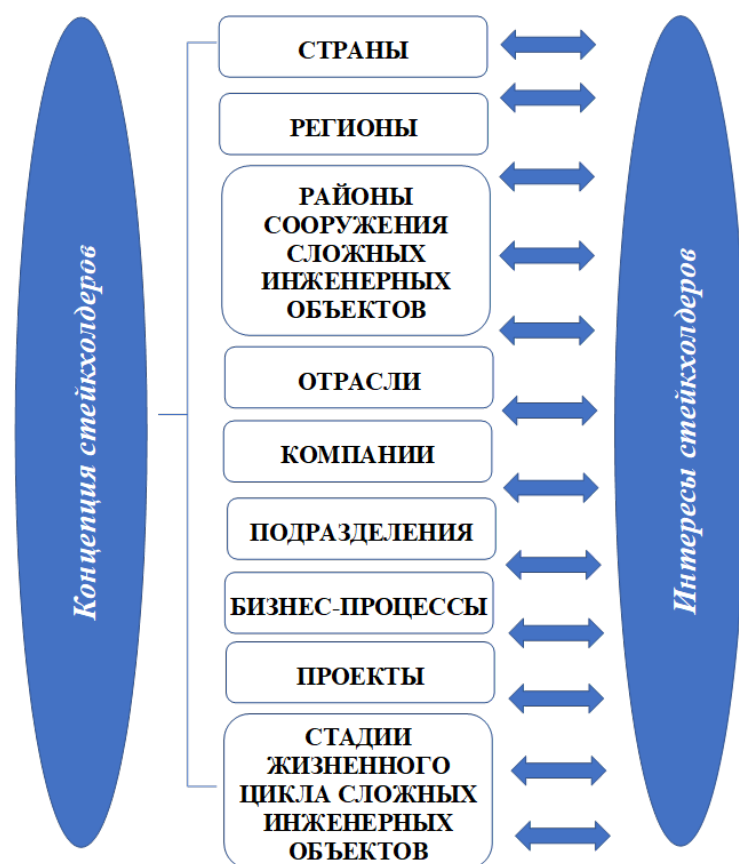 Концепция стейкхолдеров
СТРАНЫ
РЕГИОНЫ
РАЙОНЫ
СООРУЖЕНИЯ
СЛОЖНЫХ
ИНЖЕНЕРНЫХ
ОБЪЕКТОВ
ОТРАСЛИ
КОМПАНИИ
ПОДРАЗДЕЛЕНИЯ
БИЗНЕС-ПРОЦЕССЫ
ПРОЕКТЫ
СТАДИИ
ЖИЗНЕННОГО
ЦИКЛА СЛОЖНЫХ
ИНЖЕНЕРНЫХ
ОБЪЕКТОВ
Интересы стейкхолдеров